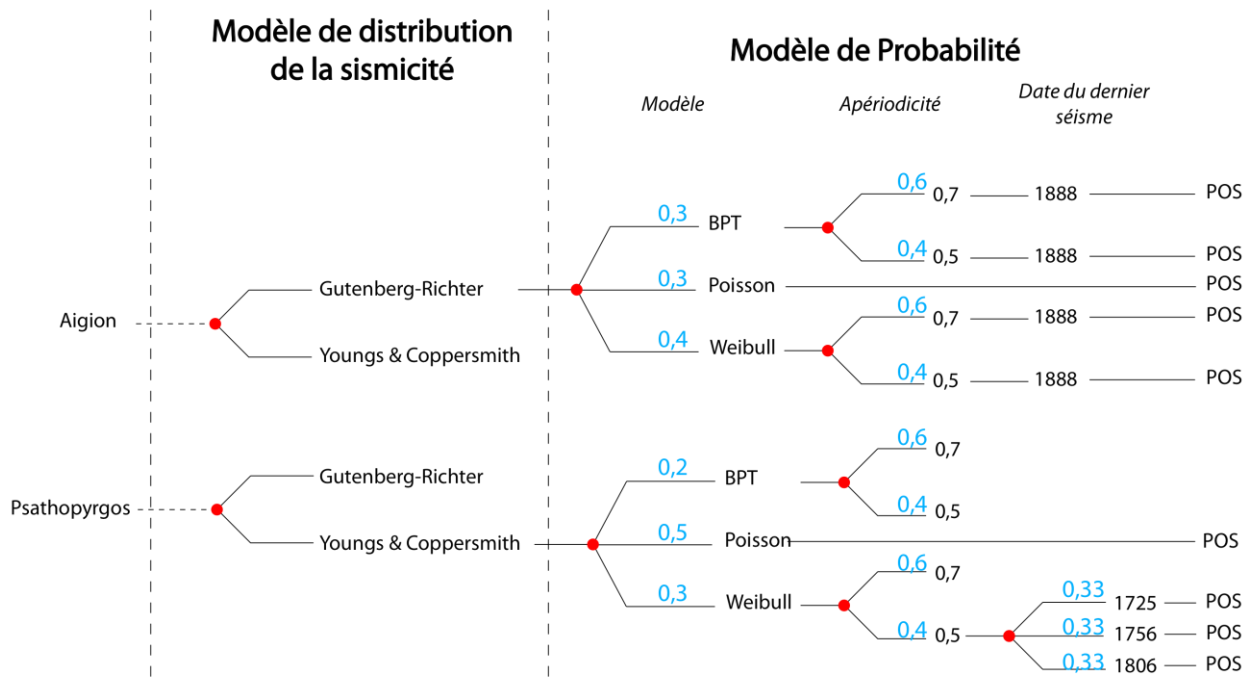 Modèle de distribution
de la sismicité
Modèle de Probabilité
Modèle
Apériodicité
Date du dernier
séisme
0,6 0,7 1888 POS
0,3 BPT
0,4 0,5 1888 POS
Gutenberg-Richter
0,3 Poisson POS
Aigion
0,6 0,7 1888 POS
0,4 Weibull
Youngs & Coppersmith
0,4 0,5 1888 POS
0,6 0,7
Gutenberg-Richter
0,2 BPT
Psathopyrgos
0,4 0,5
Youngs & Coppersmith
0,5 Poisson POS
0,6 0,7
0,3 Weibull
0,33 1725 POS
0,4 0,5
0,33 1756 POS
0,33 1806 POS